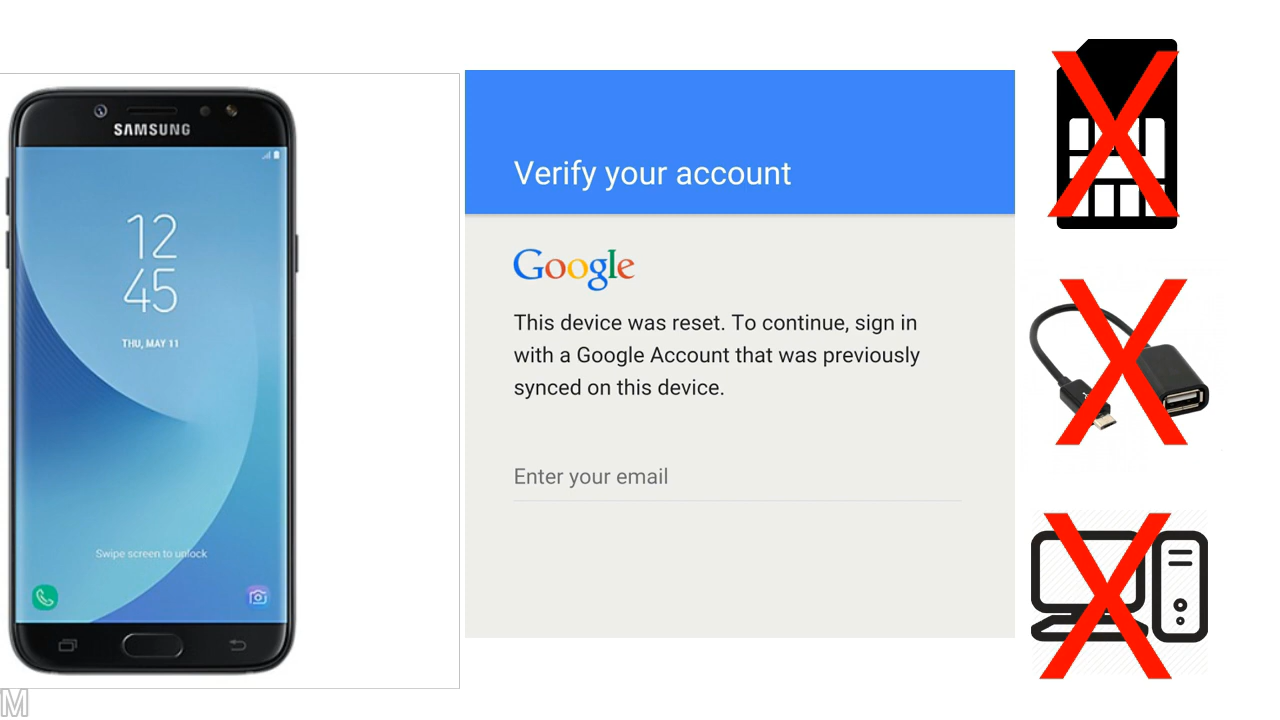 SAMSUNG
12
45
THU, MAY 11
Swipe screen to unlock
Verify your account
Google
This device was reset. To continue, sign in
with a Google Account that was previously
synced on this device.
Enter your email
X
X
X
M